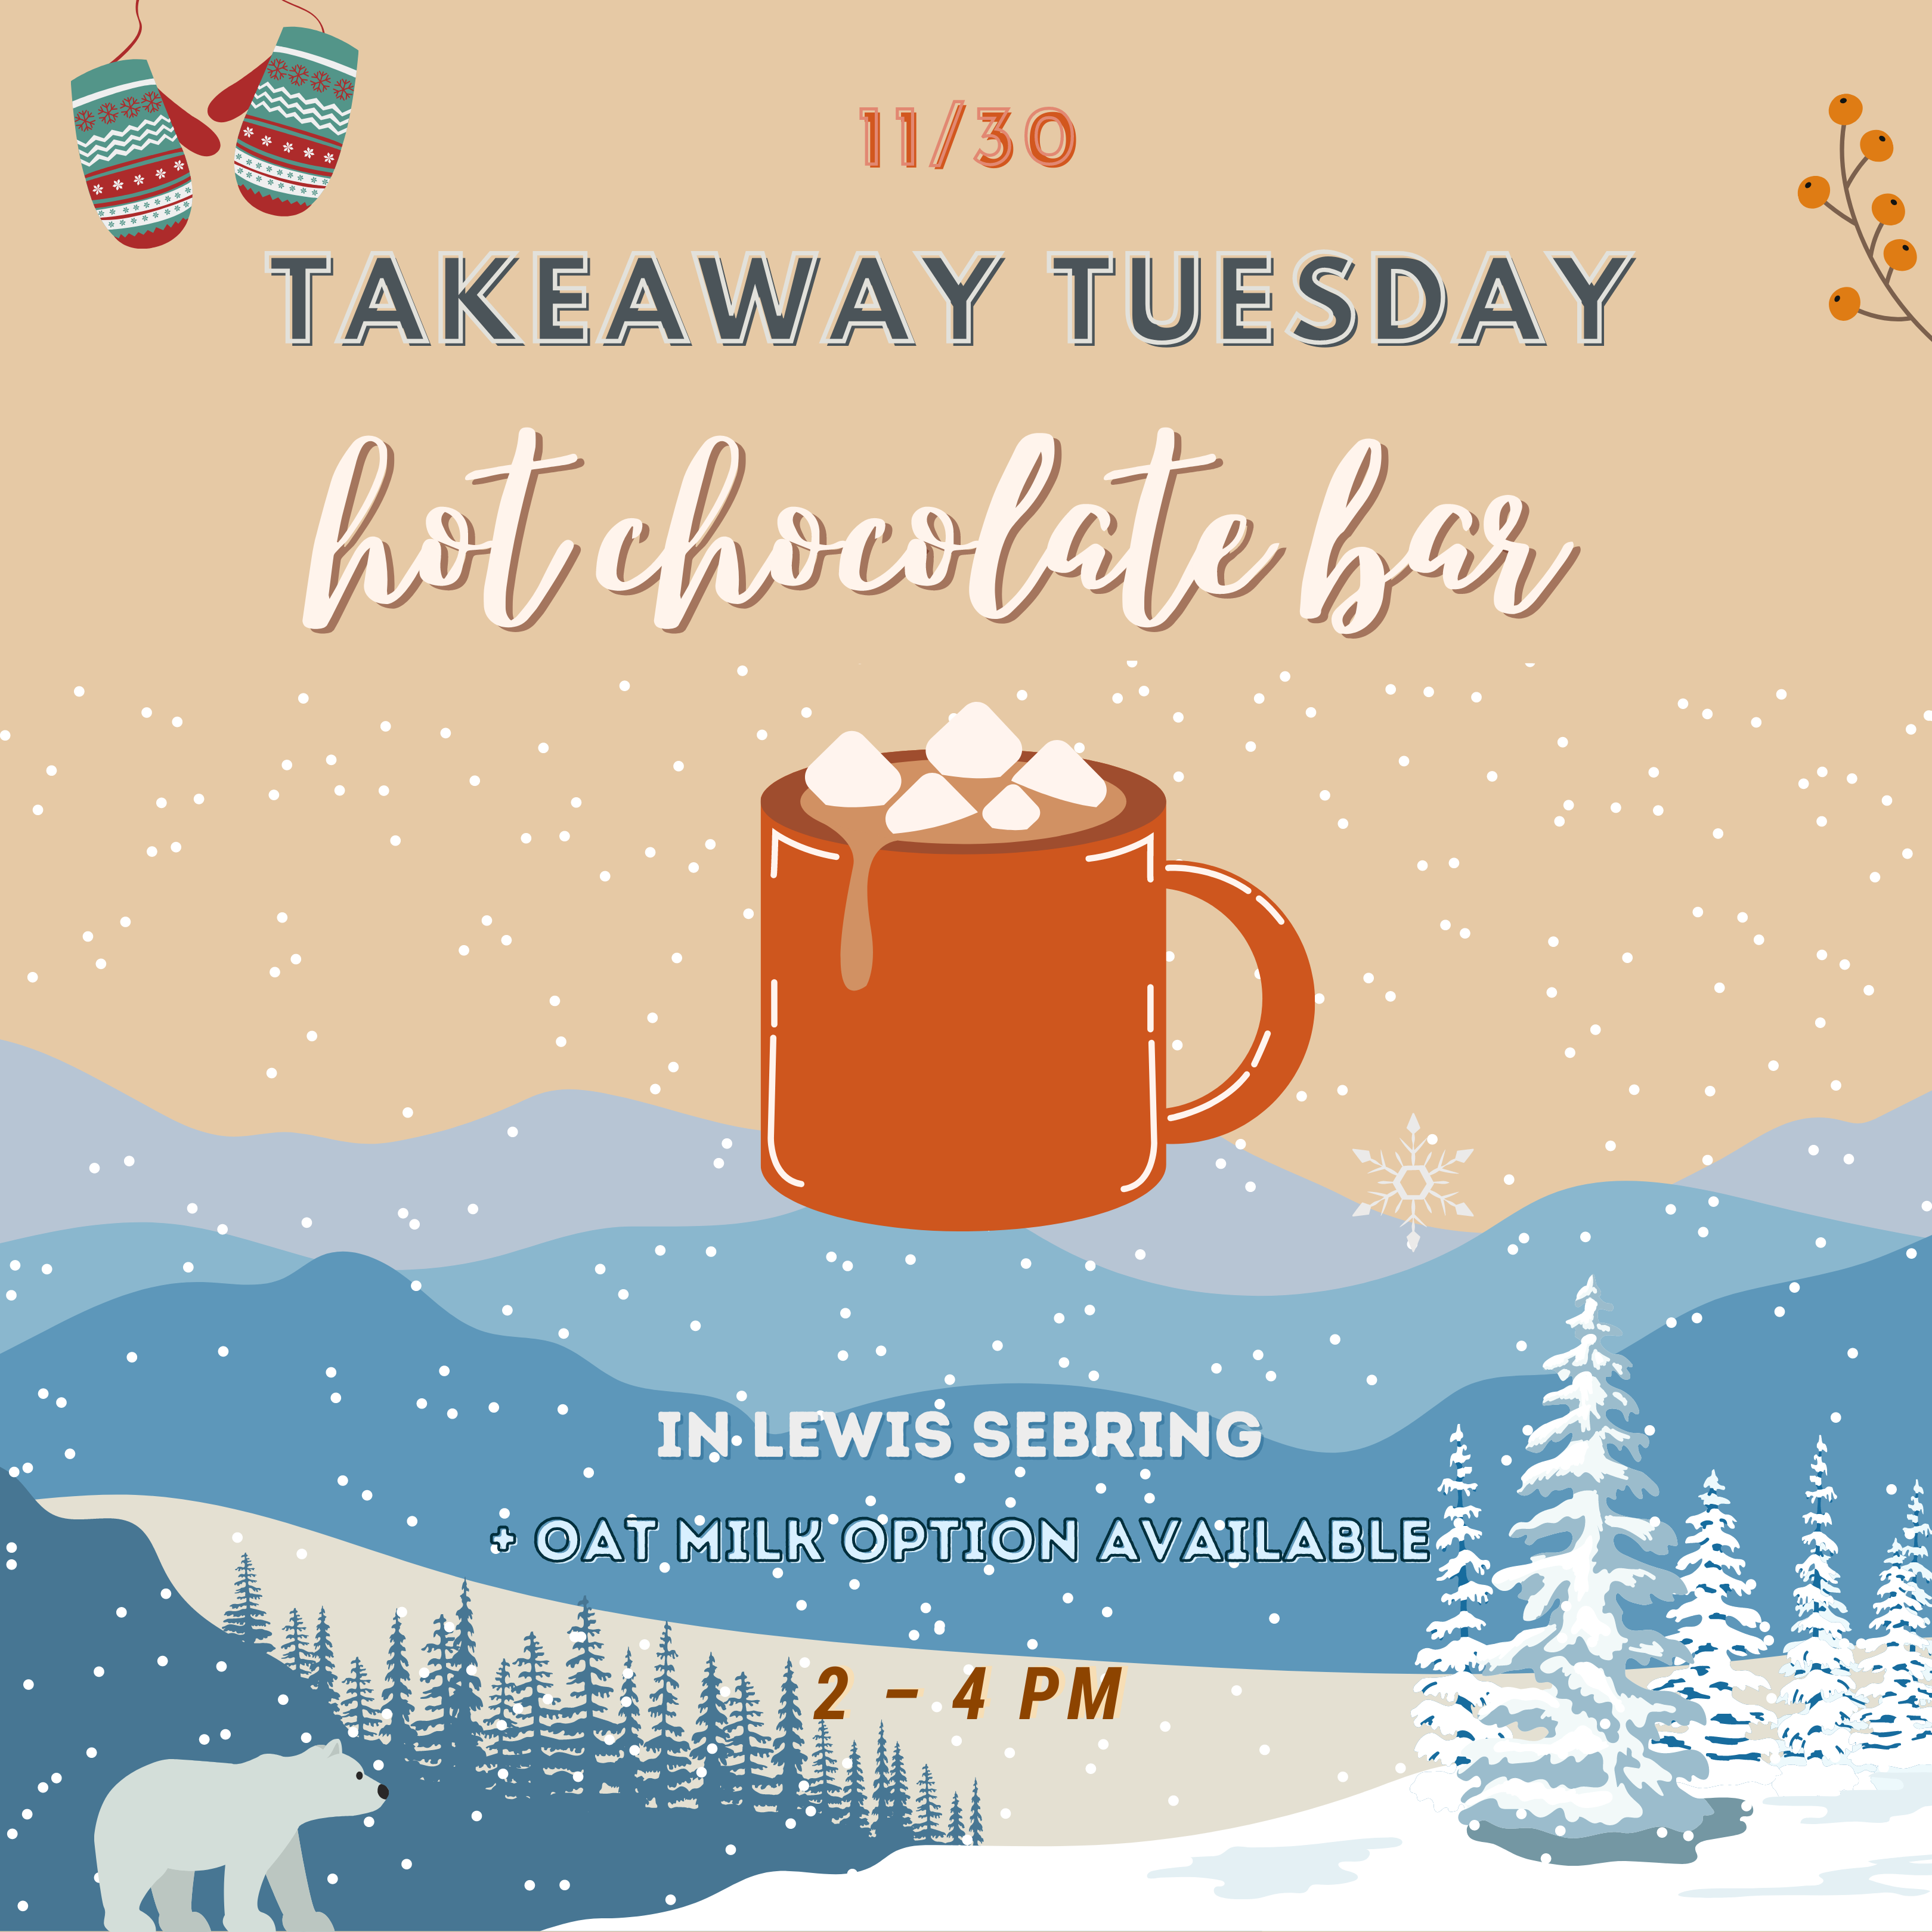 11/30
TAKEAWAY TUESDAY
hot chocolate bar
IN LEWIS SEBRING
+ OAT MILK OPTION AVAILABLE
2 - 4 PM